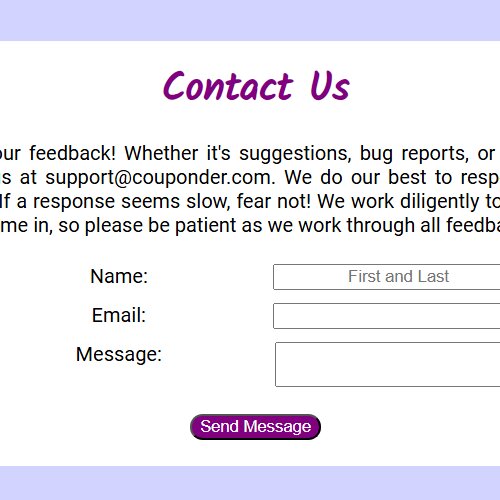 Contact Us
our feedback! Whether it's suggestions, bug reports, or
us at support@couponder.com. We do our best to resp
If a response seems slow, fear not! We work diligently to
me in, so please be patient as we work through all feedba
Name: First and Last
Email:
Message:
Send Message